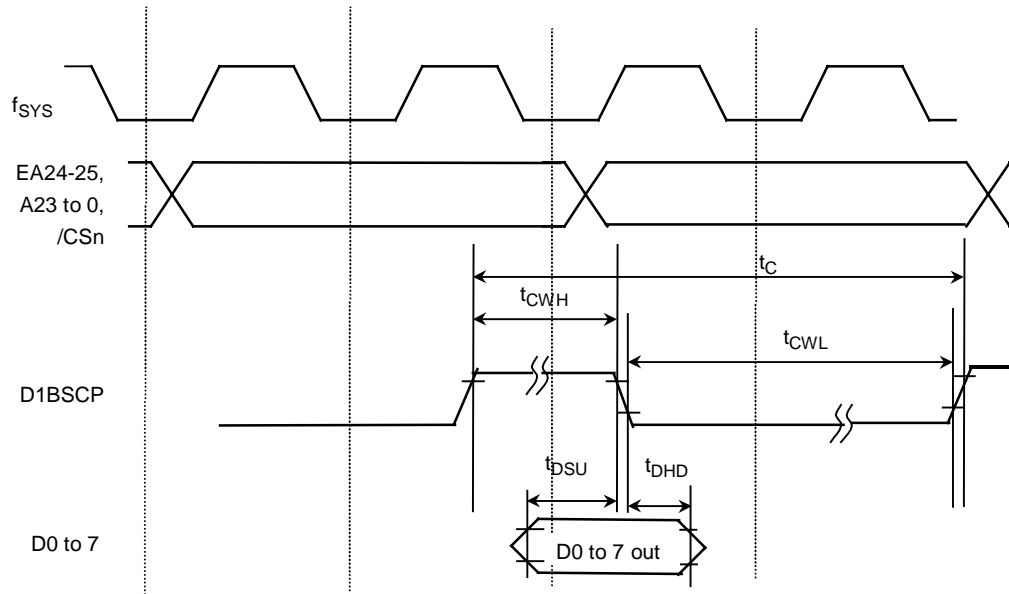 fSYS
EA24-25,
A23 to 0,
/CSn
tC
tCWH
tCWL
D1BSCP
tDSU
tDHD
D0 to 7
D0 to 7 out